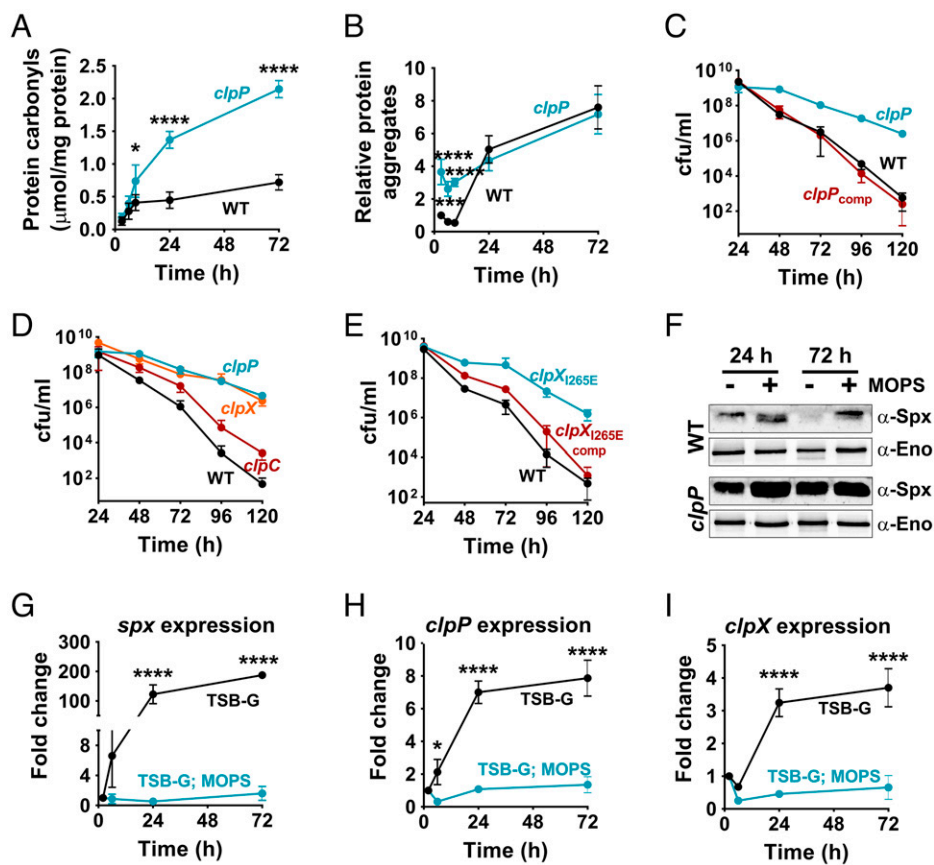 A
Protein carbonyls
(μmol/mg protein)
2.5
2.0
1.5
1.0
0.5
0.0
0 24 48 72
Time (h)
clpP
WT
*
****
****
B
Relative protein
aggregates
10
8
6
4
2
0
0 24 48 72
Time (h)
clpP
WT
****
****
***
C
cfu/ml
10^10
10^8
10^6
10^4
10^2
24 48 72 96 120
Time (h)
clpP
WT
clpPcomp
D
cfu/ml
10^10
10^8
10^6
10^4
10^2
24 48 72 96 120
Time (h)
clpP
clpX
clpC
WT
E
cfu/ml
10^10
10^8
10^6
10^4
10^2
24 48 72 96 120
Time (h)
clpXI265E
clpXI265E
comp
WT
F
24 h 72 h
- + - + MOPS
WT
α-Spx
α-Eno
clpP
α-Spx
α-Eno
G
spx expression
Fold change
300
200
100
8
4
0
0 24 48 72
Time (h)
****
****
TSB-G
TSB-G; MOPS
H
clpP expression
Fold change
10
8
6
4
2
0
0 24 48 72
Time (h)
*
****
****
TSB-G
TSB-G; MOPS
I
clpX expression
Fold change
5
4
3
2
1
0
0 24 48 72
Time (h)
****
****
TSB-G
TSB-G; MOPS